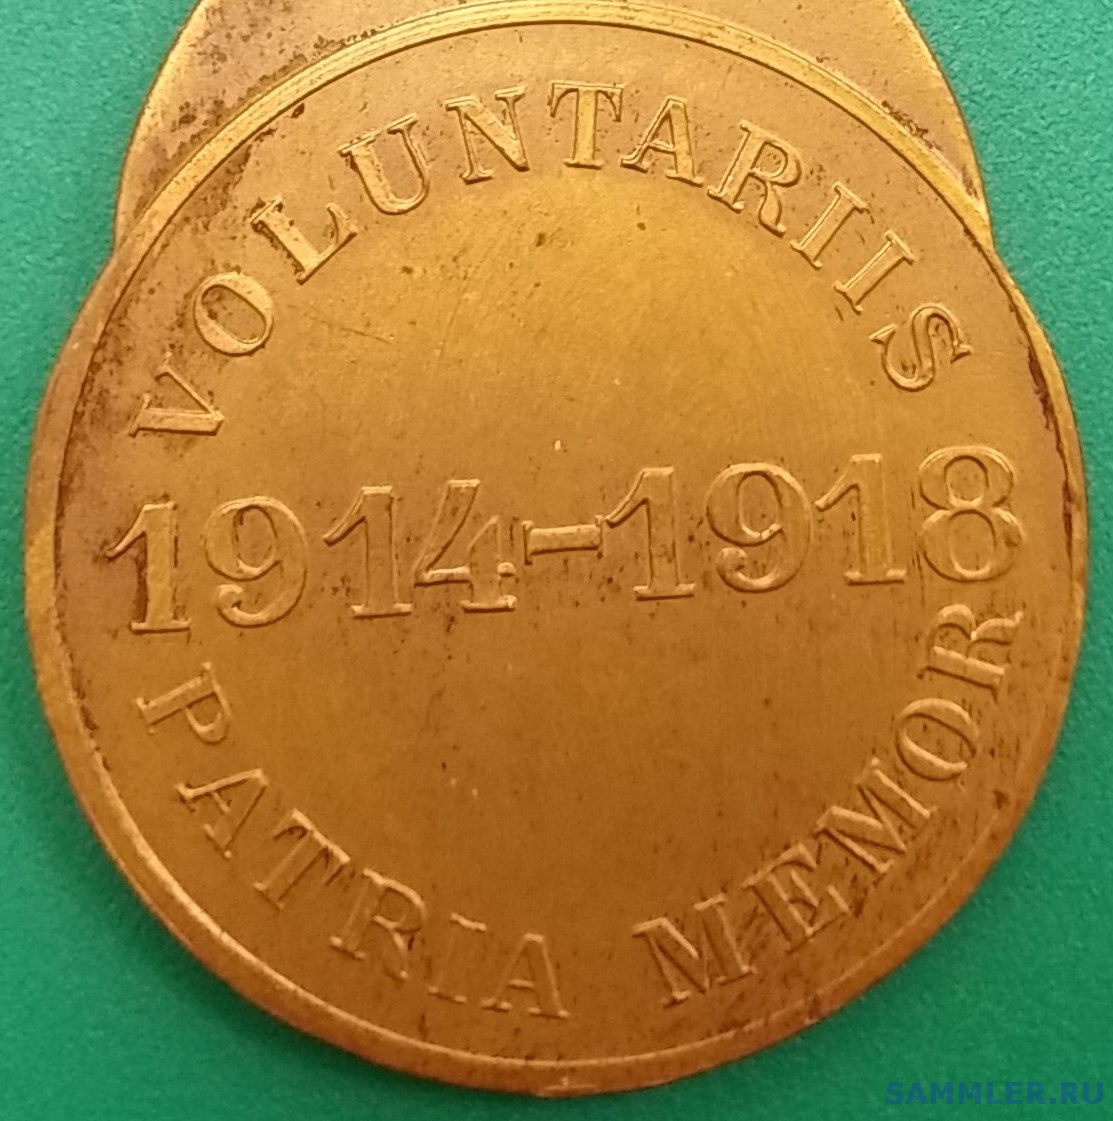 VOLUNTARIIS
1914-1918
PATRIA MEMOR
SAMMLER.RU